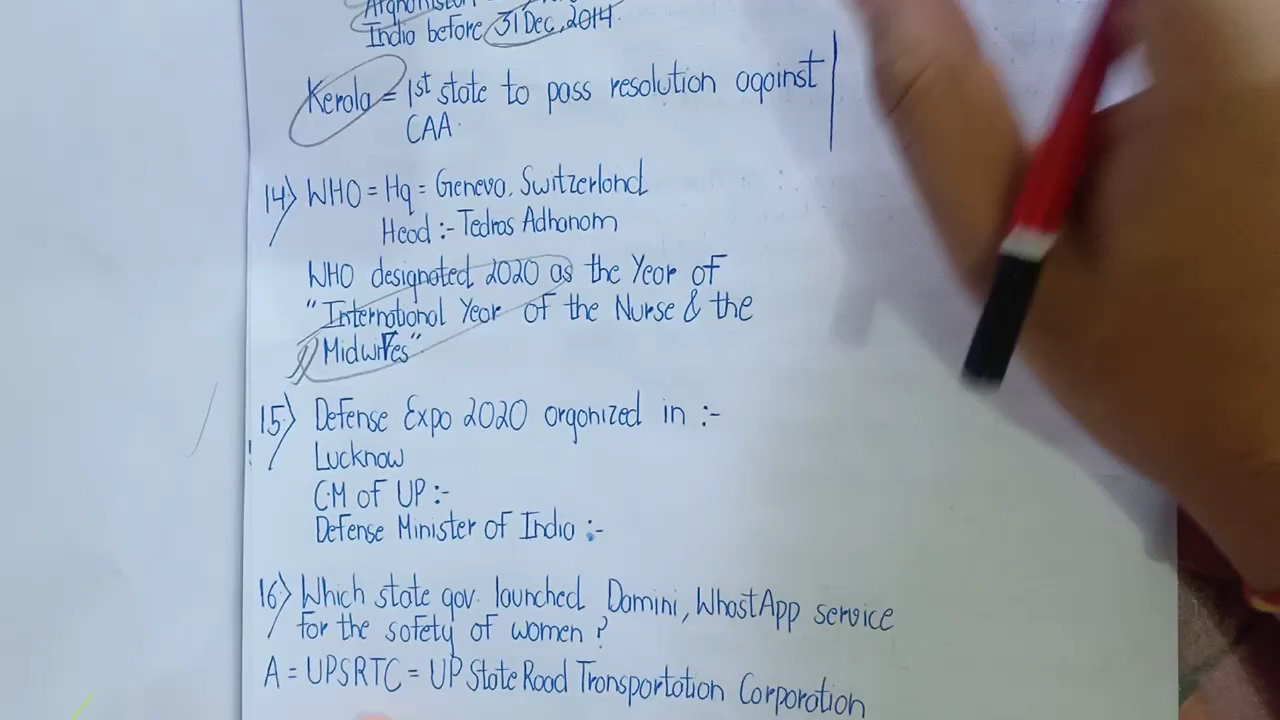 Afghanistan
India before 31 Dec, 2014.
Kerala = 1st state to pass resolution against
CAA.
14) WHO = Hq = Geneva, Switzerland
Head :- Tedros Adhanom
WHO designated 2020 as the Year of
"International Year of the Nurse & the
Midwives"
15) Defense Expo 2020 organized in :-
Lucknow
C.M of UP :-
Defense Minister of India :-
16) Which state gov. launched Damini, WhastApp service
for the safety of women ?
A = UPSRTC = UP State Road Transportation Corporation